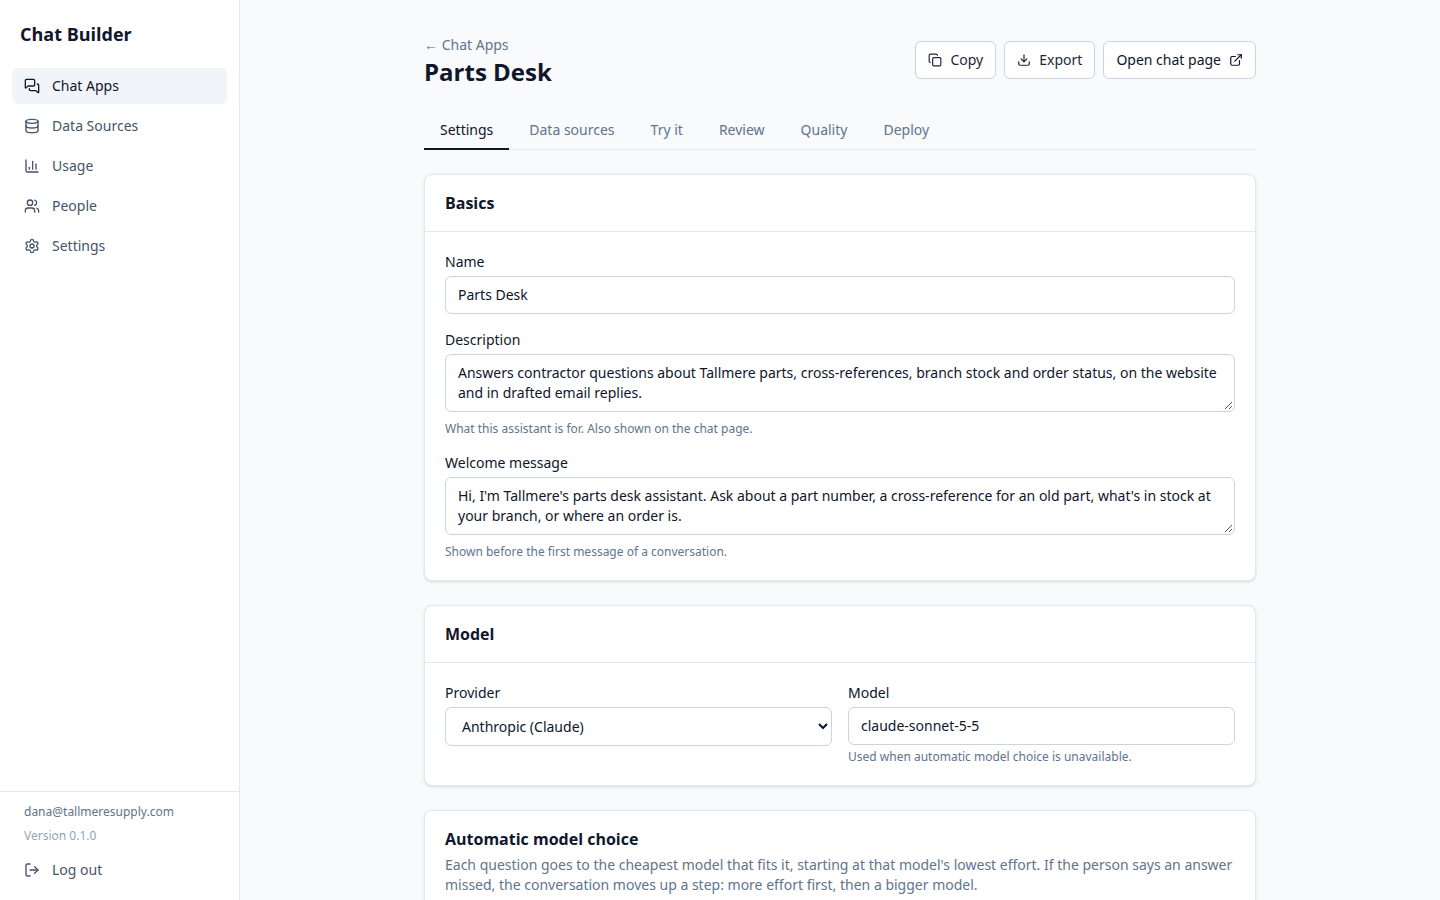 Chat Builder
Chat Apps
Data Sources
Usage
People
Settings
dana@tallmeresupply.com
Version 0.1.0
Log out
← Chat Apps
Parts Desk
Copy
Export
Open chat page
Settings
Data sources
Try it
Review
Quality
Deploy
Basics
Name
Parts Desk
Description
Answers contractor questions about Tallmere parts, cross-references, branch stock and order status, on the website
and in drafted email replies.
What this assistant is for. Also shown on the chat page.
Welcome message
Hi, I'm Tallmere's parts desk assistant. Ask about a part number, a cross-reference for an old part, what's in stock at
your branch, or where an order is.
Shown before the first message of a conversation.
Model
Provider
Anthropic (Claude)
Model
claude-sonnet-5-5
Used when automatic model choice is unavailable.
Automatic model choice
Each question goes to the cheapest model that fits it, starting at that model's lowest effort. If the person says an answer
missed, the conversation moves up a step: more effort first, then a bigger model.